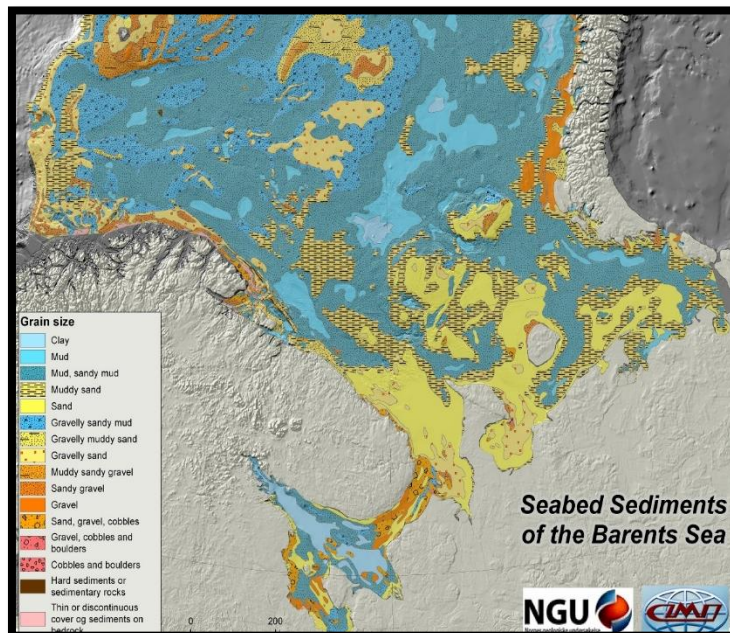 Grain size
Clay
Mud
Mud, sandy mud
Muddy sand
Sand
Gravelly sandy mud
Gravelly muddy sand
Gravelly sand
Muddy sandy gravel
Sandy gravel
Gravel
Sand, gravel, cobbles
Gravel, cobbles and
boulders
Cobbles and boulders
Hard sediments or
sedimentary rocks
Thin or discontinuous
cover og sediments on
bedrock
0 200
Seabed Sediments
of the Barents Sea
NGU